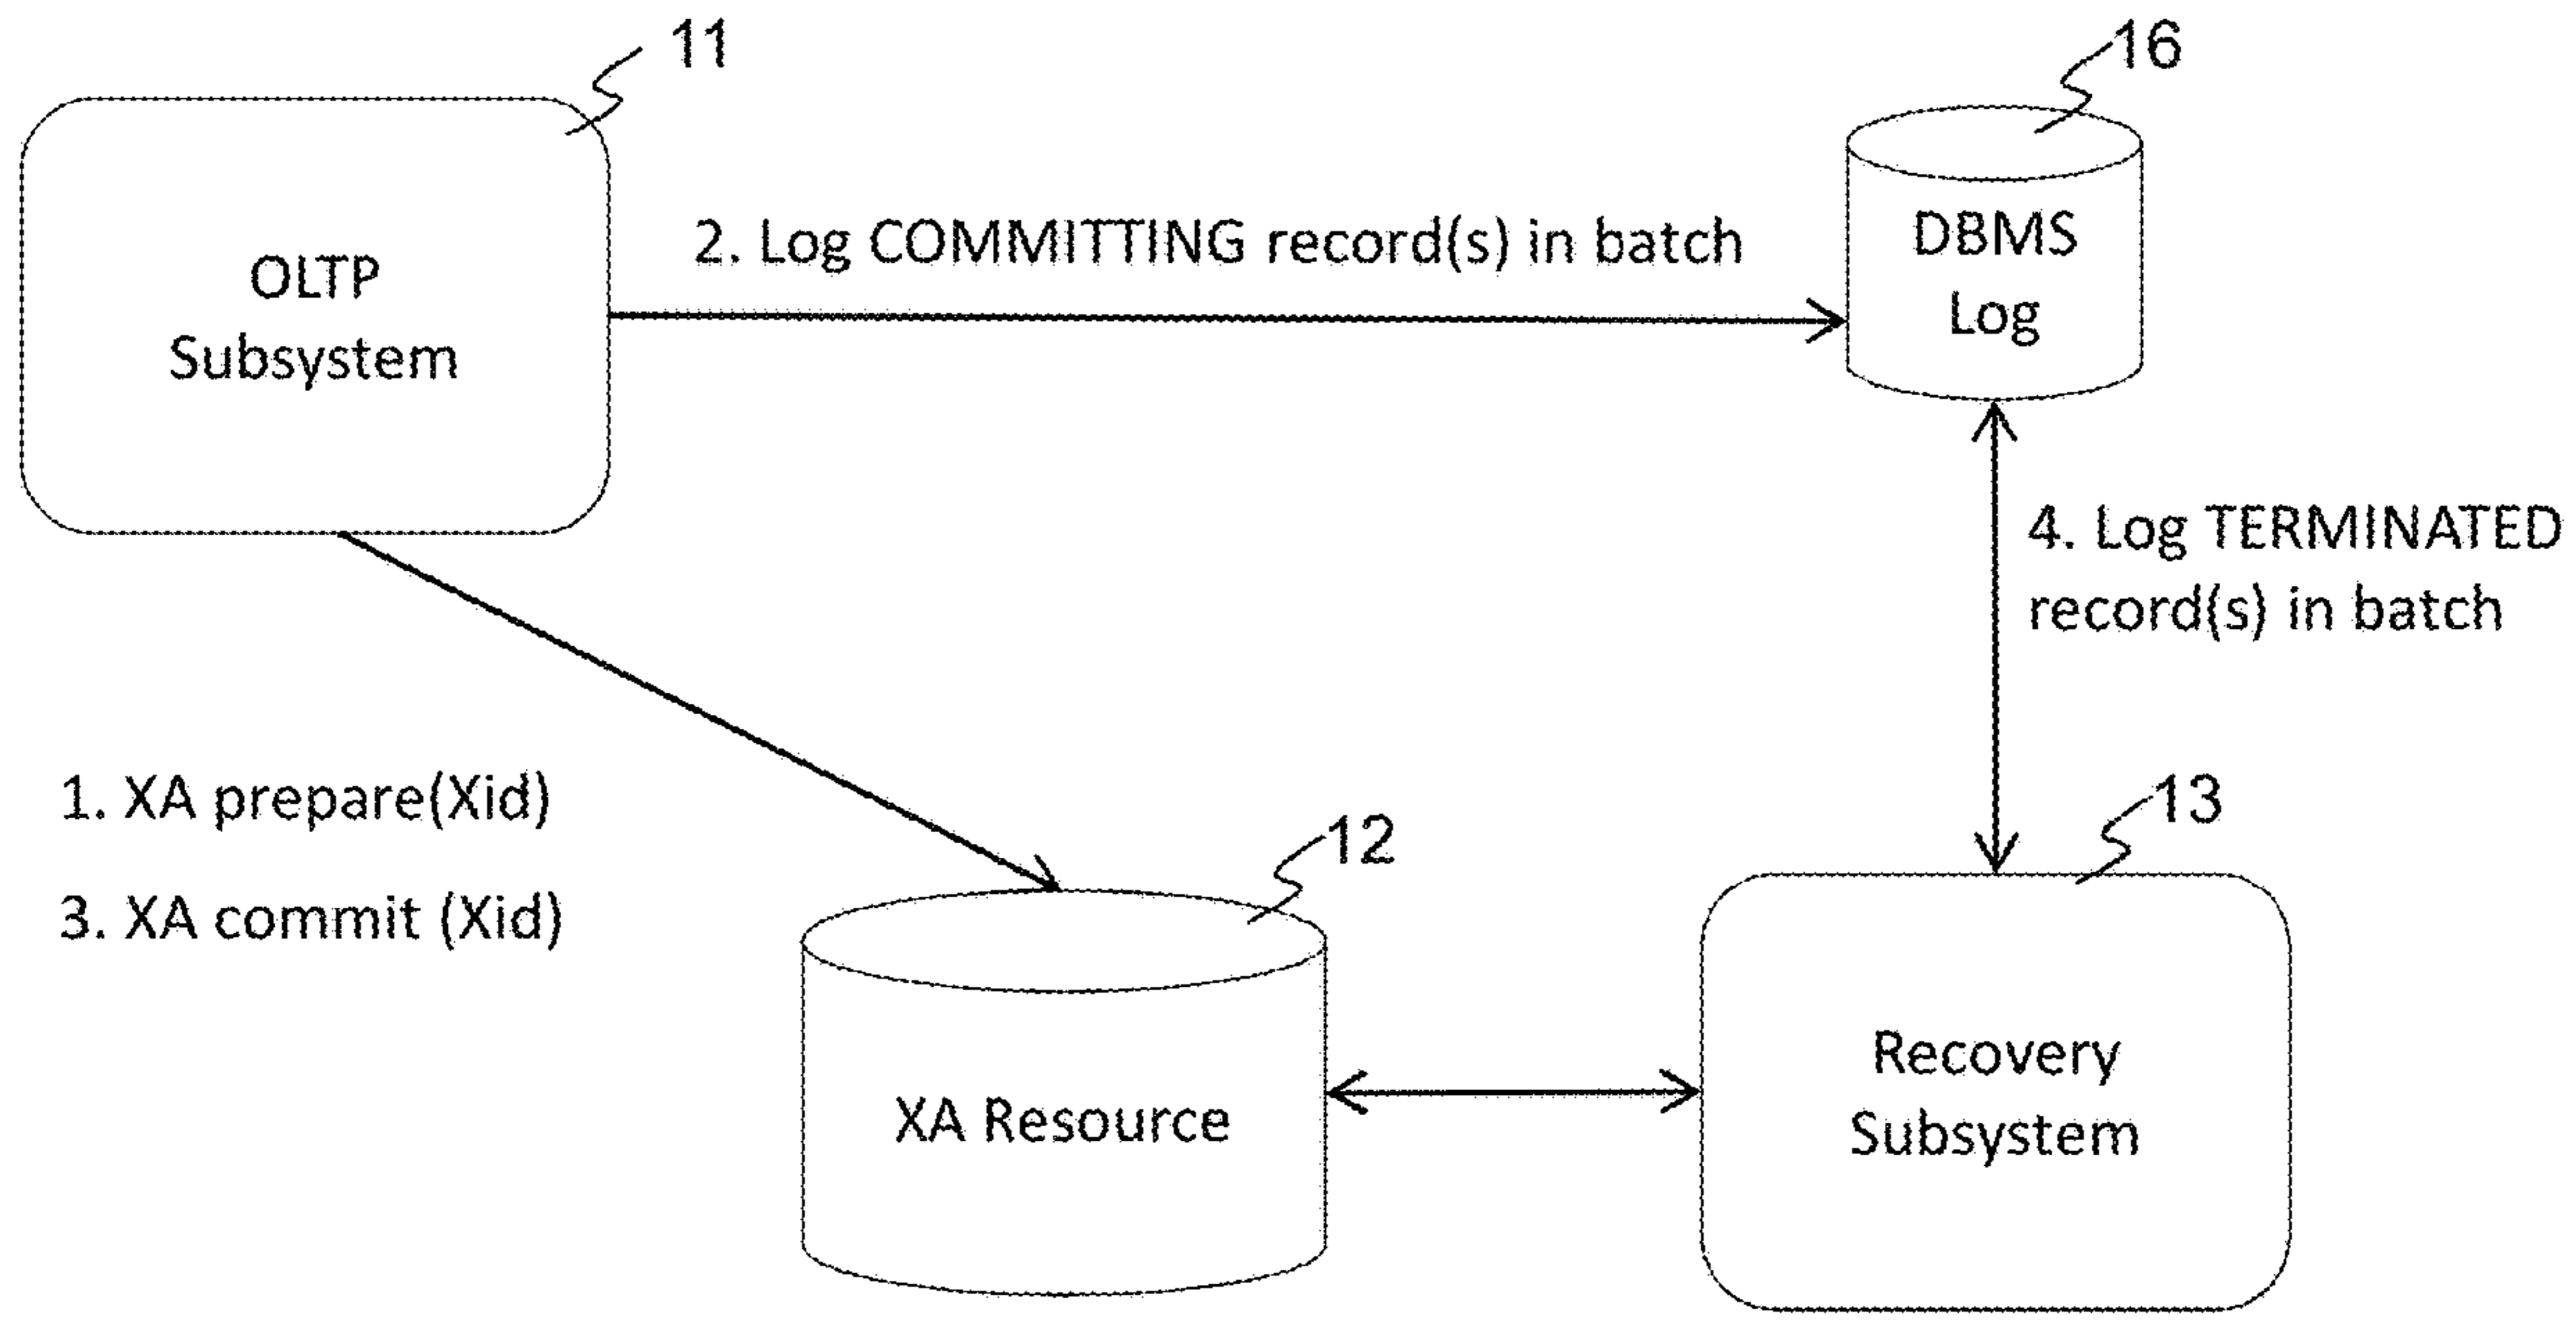 11
16
OLTP
Subsystem
2. Log COMMITTING record(s) in batch
DBMS
Log
4. Log TERMINATED
record(s) in batch
1. XA prepare(Xid)
3. XA commit (Xid)
12
13
XA Resource
Recovery
Subsystem